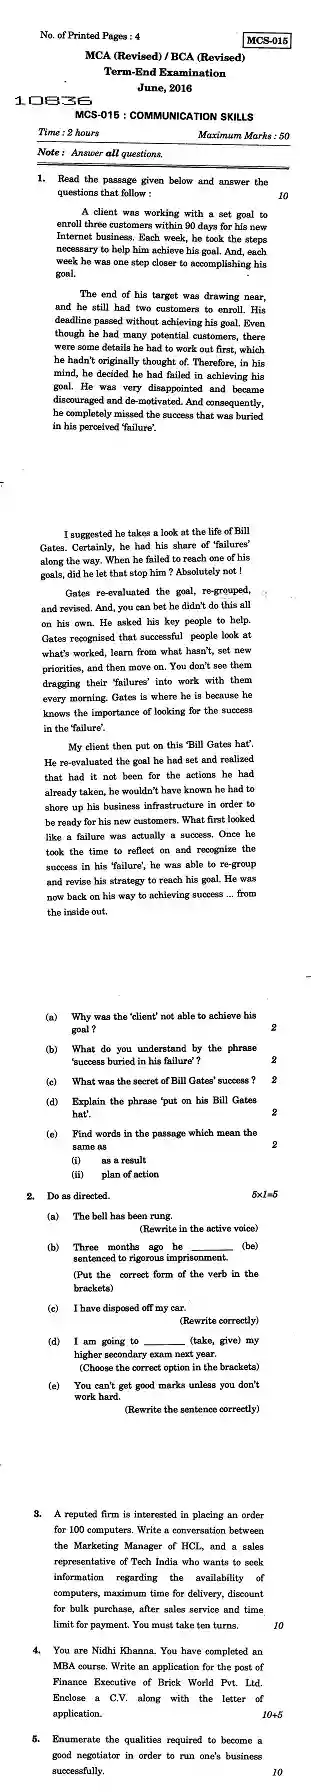 No. of Printed Pages : 4
MCS-015
MCA (Revised) / BCA (Revised)
Term-End Examination
June, 2016
10836
MCS-015 : COMMUNICATION SKILLS
Time : 2 hours Maximum Marks : 50
Note : Answer all questions.
1. Read the passage given below and answer the
questions that follow : 10
A client was working with a set goal to
enroll three customers within 90 days for his new
Internet business. Each week, he took the steps
necessary to help him achieve his goal. And, each
week he was one step closer to accomplishing his
goal.
The end of his target was drawing near,
and he still had two customers to enroll. His
deadline passed without achieving his goal. Even
though he had many potential customers, there
were some details he had to work out first, which
he hadn't originally thought of. Therefore, in his
mind, he decided he had failed in achieving his
goal. He was very disappointed and became
discouraged and de-motivated. And consequently,
he completely missed the success that was buried
in his perceived 'failure'.
I suggested he takes a look at the life of Bill
Gates. Certainly, he had his share of 'failures'
along the way. When he failed to reach one of his
goals, did he let that stop him ? Absolutely not !
Gates re-evaluated the goal, re-grouped,
and revised. And, you can bet he didn't do this all
on his own. He asked his key people to help.
Gates recognised that successful people look at
what's worked, learn from what hasn't, set new
priorities, and then move on. You don't see them
dragging their 'failures' into work with them
every morning. Gates is where he is because he
knows the importance of looking for the success
in the 'failure'.
My client then put on this 'Bill Gates hat'.
He re-evaluated the goal he had set and realized
that had it not been for the actions he had
already taken, he wouldn't have known he had to
shore up his business infrastructure in order to
be ready for his new customers. What first looked
like a failure was actually a success. Once he
took the time to reflect on and recognize the
success in his 'failure', he was able to re-group
and revise his strategy to reach his goal. He was
now back on his way to achieving success ... from
the inside out.
(a) Why was the 'client' not able to achieve his
goal ? 2
(b) What do you understand by the phrase
'success buried in his failure' ? 2
(c) What was the secret of Bill Gates' success ? 2
(d) Explain the phrase 'put on his Bill Gates
hat'. 2
(e) Find words in the passage which mean the
same as 2
(i) as a result
(ii) plan of action
2. Do as directed. 5×1=5
(a) The bell has been rung.
(Rewrite in the active voice)
(b) Three months ago he ________ (be)
sentenced to rigorous imprisonment.
(Put the correct form of the verb in the
brackets)
(c) I have disposed off my car.
(Rewrite correctly)
(d) I am going to ________ (take, give) my
higher secondary exam next year.
(Choose the correct option in the brackets)
(e) You can't get good marks unless you don't
work hard.
(Rewrite the sentence correctly)
3. A reputed firm is interested in placing an order
for 100 computers. Write a conversation between
the Marketing Manager of HCL, and a sales
representative of Tech India who wants to seek
information regarding the availability of
computers, maximum time for delivery, discount
for bulk purchase, after sales service and time
limit for payment. You must take ten turns. 10
4. You are Nidhi Khanna. You have completed an
MBA course. Write an application for the post of
Finance Executive of Brick World Pvt. Ltd.
Enclose a C.V. along with the letter of
application. 10+5
5. Enumerate the qualities required to become a
good negotiator in order to run one's business
successfully. 10